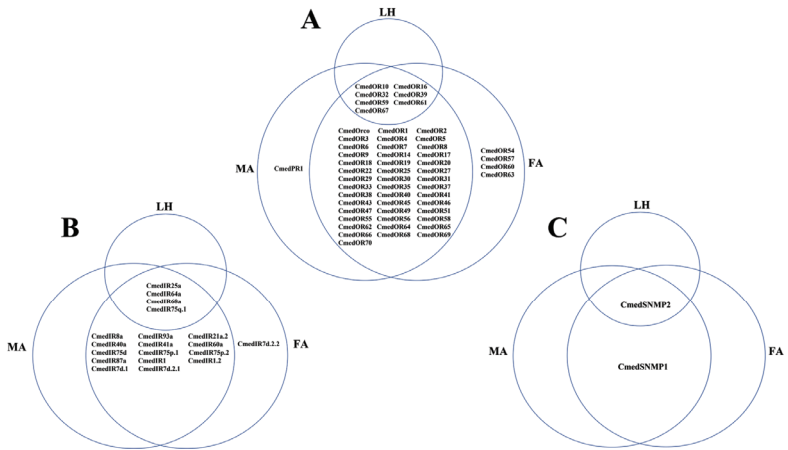 A
LH
CmedOR10 CmedOR16
CmedOR32 CmedOR39
CmedOR59 CmedOR61
CmedOR67
CmedOrco CmedOR1 CmedOR2
CmedOR3 CmedOR4 CmedOR5
CmedOR6 CmedOR7 CmedOR8
CmedOR9 CmedOR14 CmedOR17
CmedOR18 CmedOR19 CmedOR20
CmedOR22 CmedOR25 CmedOR27
CmedOR29 CmedOR30 CmedOR31
CmedOR33 CmedOR35 CmedOR37
CmedOR38 CmedOR40 CmedOR41
CmedOR43 CmedOR45 CmedOR46
CmedOR47 CmedOR49 CmedOR51
CmedOR55 CmedOR56 CmedOR58
CmedOR62 CmedOR64 CmedOR65
CmedOR66 CmedOR68 CmedOR69
CmedOR70
MA
CmedPR1
CmedOR54
CmedOR57
CmedOR60
CmedOR63
FA
B
LH
CmedIR25a
CmedIR64a
CmedIR60a
CmedIR75q.1
CmedIR8a CmedIR93a CmedIR21a.2
CmedIR40a CmedIR41a CmedIR60a
CmedIR75d CmedIR75p.1 CmedIR75p.2
CmedIR87a CmedIR1 CmedIR1.2
CmedIR7d.1 CmedIR7d.2.1
MA
CmedIR7d.2.2
FA
C
LH
CmedSNMP2
MA
CmedSNMP1
FA